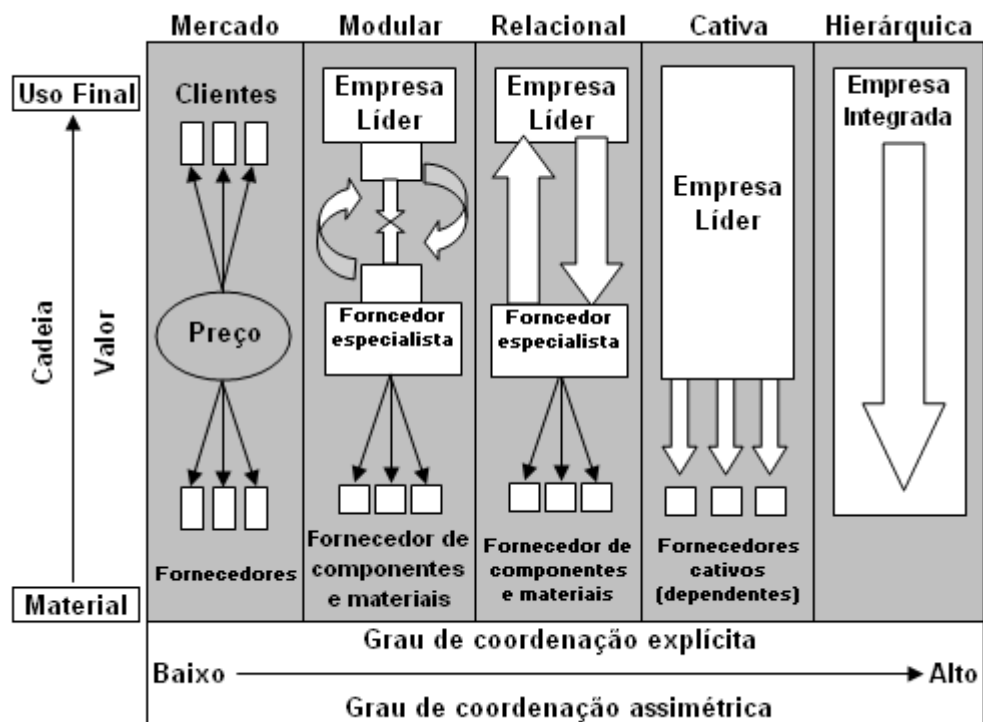 Mercado
Modular
Relacional
Cativa
Hierárquica
Uso Final
Cadeia
Valor
Material
Clientes
Preço
Fornecedores
Empresa
Líder
Forncedor
especialista
Fornecedor de
componentes
e materiais
Empresa
Líder
Forncedor
especialista
Fornecedor de
componentes
e materiais
Empresa
Líder
Fornecedores
cativos
(dependentes)
Empresa
Integrada
Grau de coordenação explícita
Baixo
Alto
Grau de coordenação assimétrica